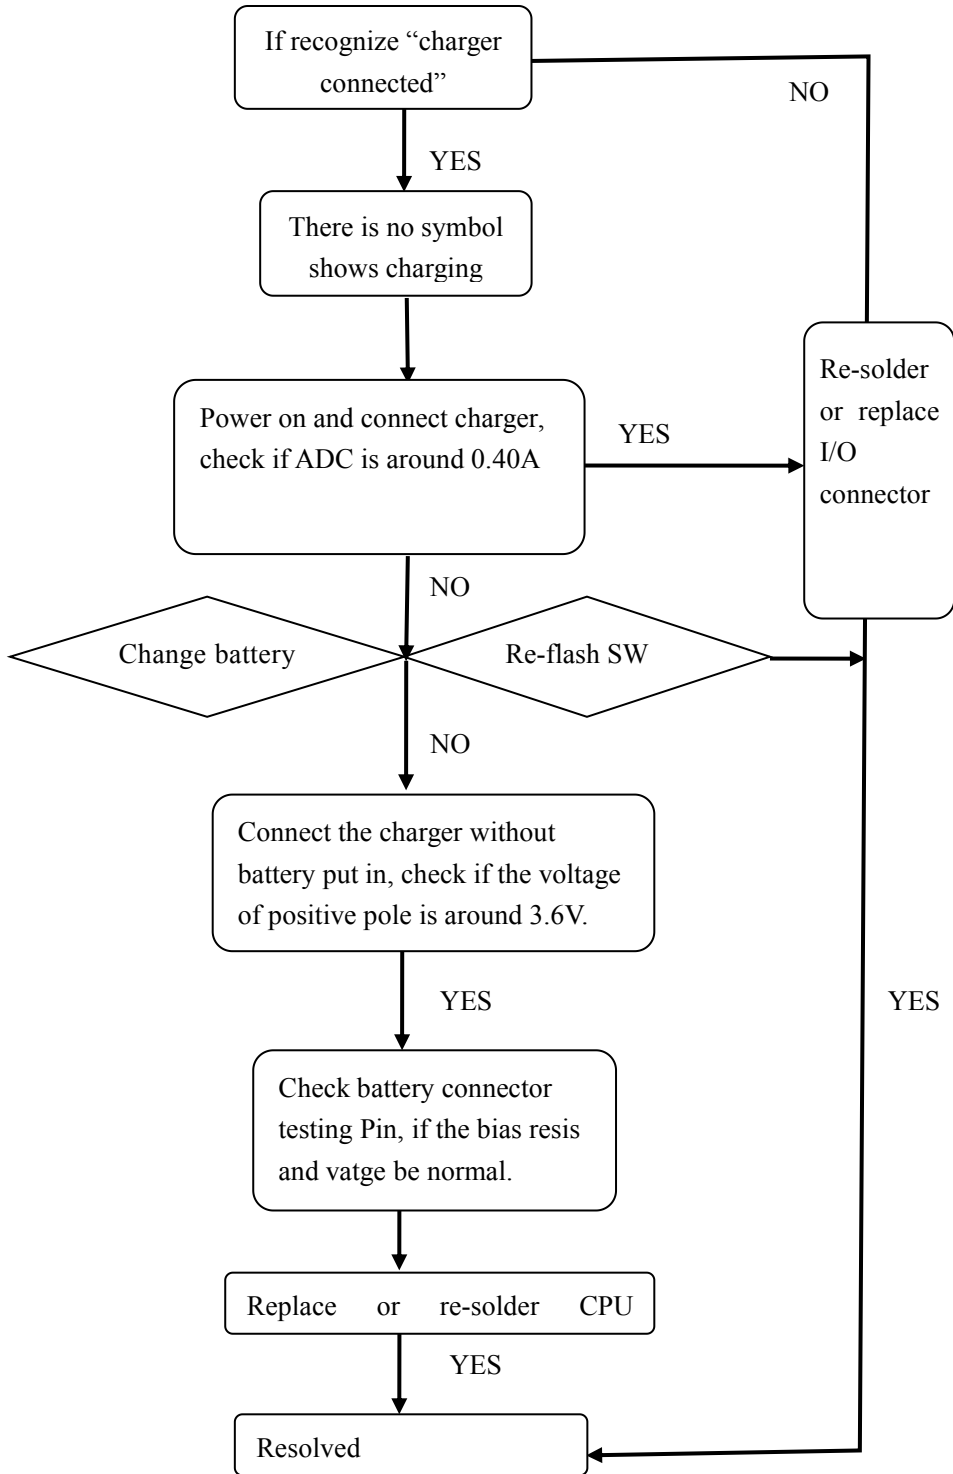 If recognize “charger
connected”
NO
YES
There is no symbol
shows charging
Power on and connect charger,
check if ADC is around 0.40A
YES
Re-solder
or replace
I/O
connector
NO
Change battery
Re-flash SW
NO
Connect the charger without
battery put in, check if the voltage
of positive pole is around 3.6V.
YES
YES
Check battery connector
testing Pin, if the bias resis
and vatge be normal.
Replace or re-solder CPU
YES
Resolved